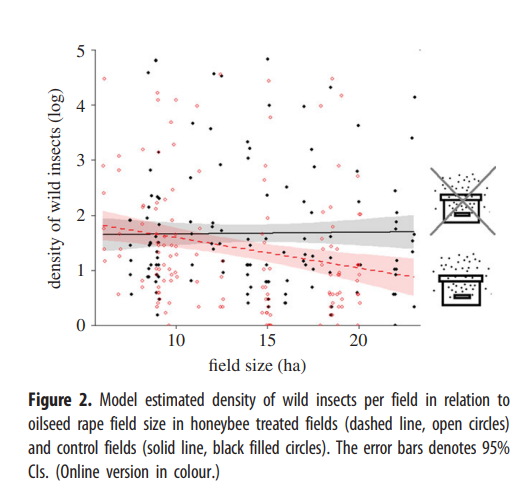 5
4
3
2
1
0
density of wild insects (log)
10
15
20
field size (ha)
Figure 2. Model estimated density of wild insects per field in relation to
oilseed rape field size in honeybee treated fields (dashed line, open circles)
and control fields (solid line, black filled circles). The error bars denotes 95%
CIs. (Online version in colour.)